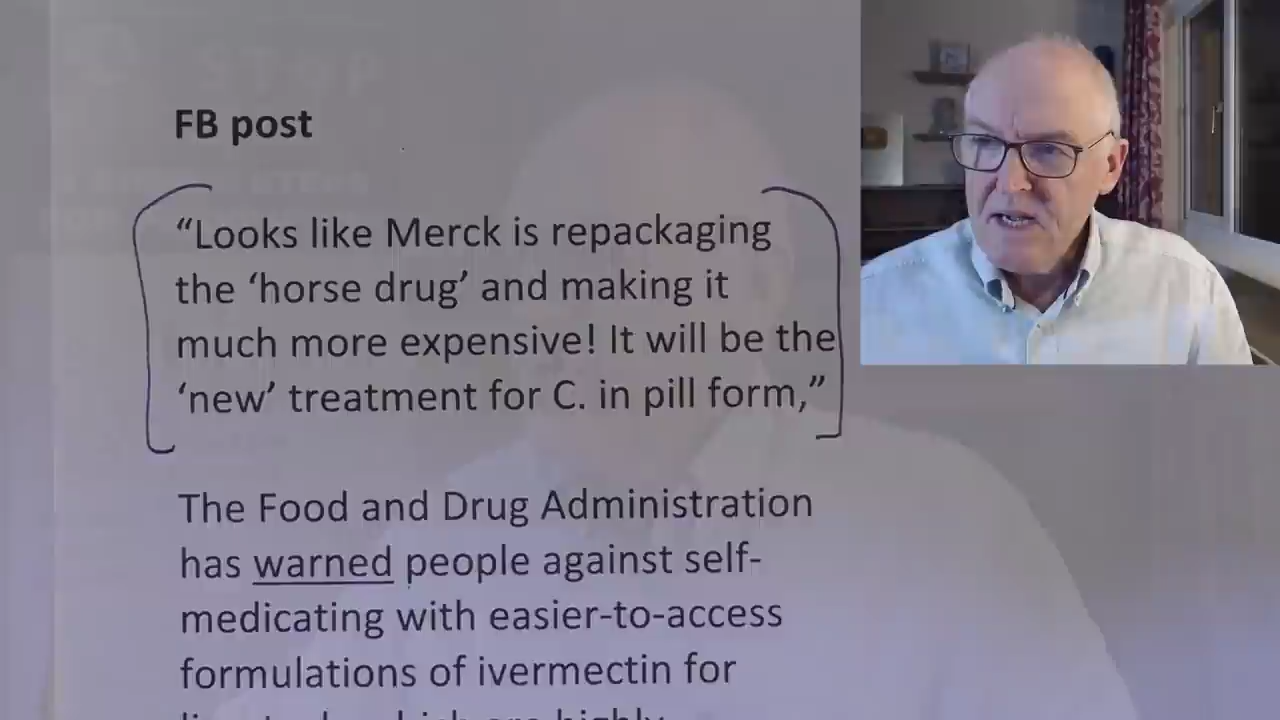 FB post
“Looks like Merck is repackaging
the ‘horse drug’ and making it
much more expensive! It will be the
‘new’ treatment for C. in pill form,”
The Food and Drug Administration
has warned people against self-
medicating with easier-to-access
formulations of ivermectin for